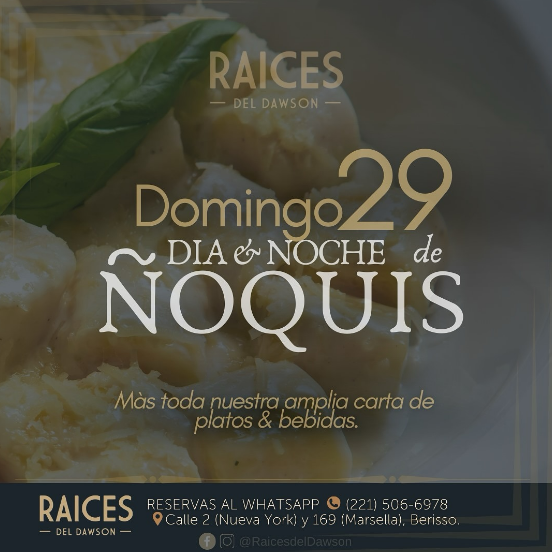 RAICES
DEL DAWSON
Domingo 29
DIA & NOCHE de
ÑOQUIS
Màs toda nuestra amplia carta de
platos & bebidas.
RAICES
DEL DAWSON
RESERVAS AL WHATSAPP (221) 506-6978
Calle 2 (Nueva York) y 169 (Marsella), Berisso.
@RaicesdelDawson